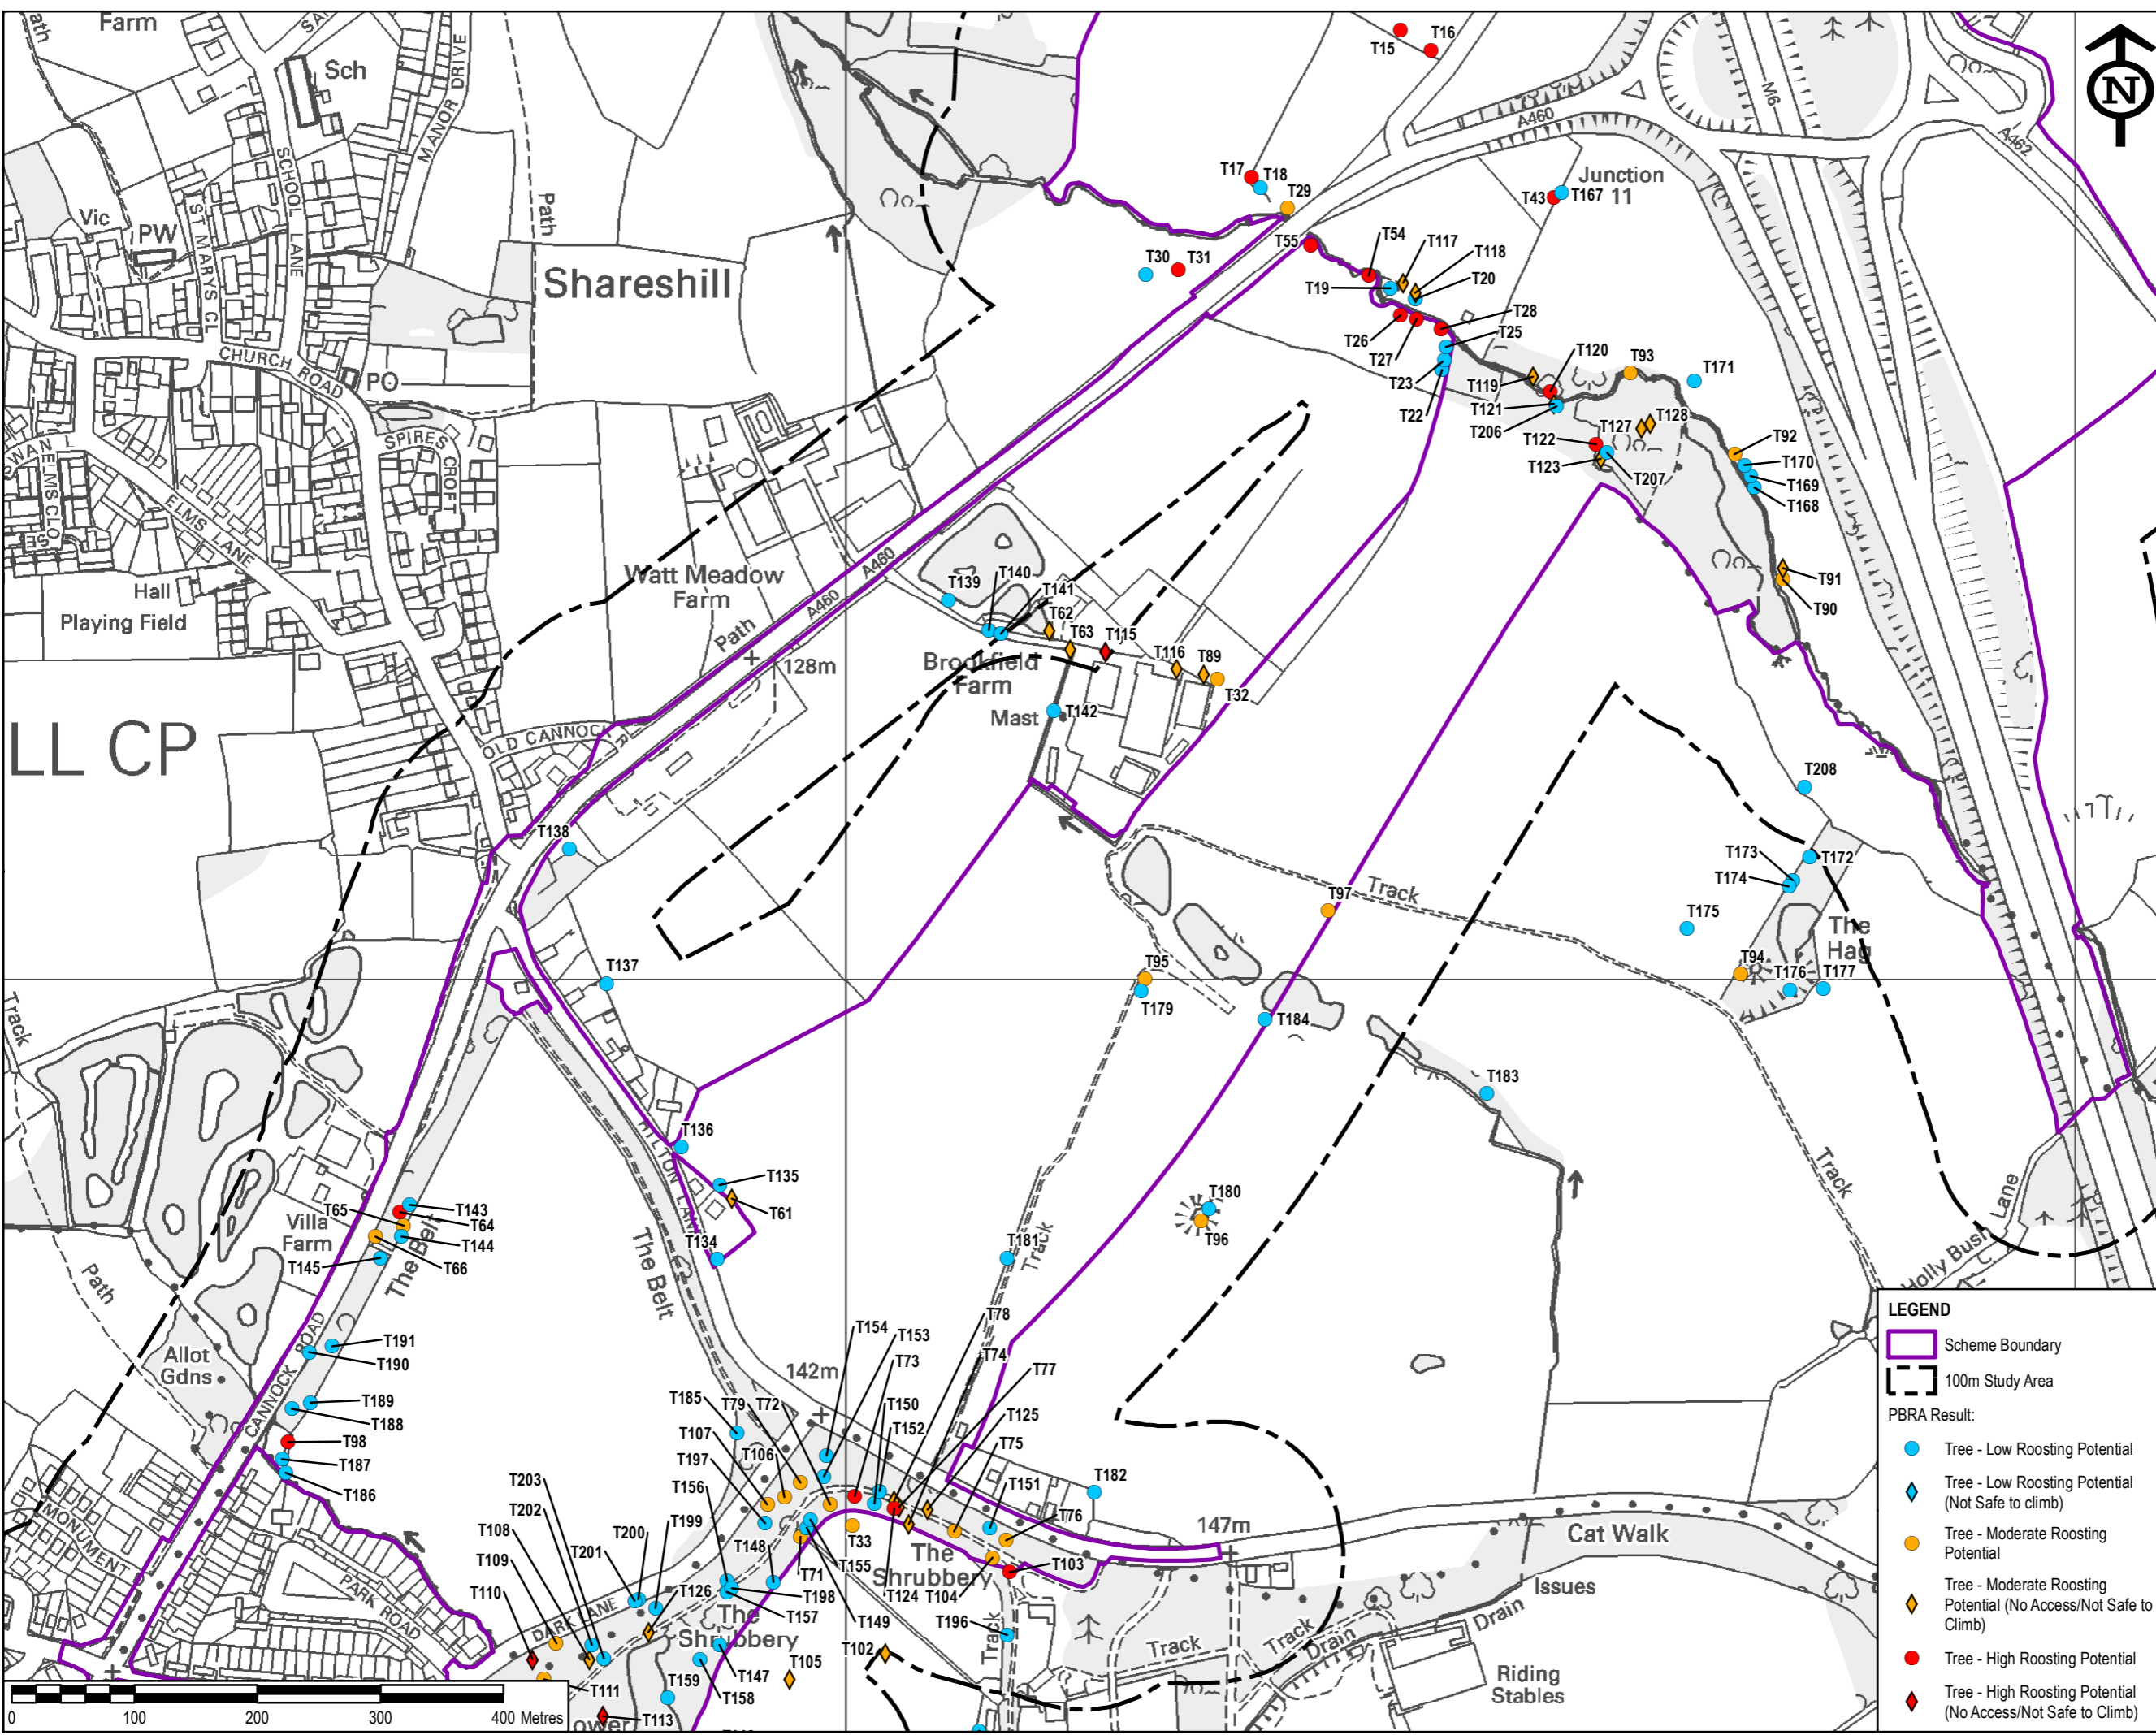 Farm
Sch
MANOR DRIVE
SCHOOL LANE
Path
ath
Vic
PW
ST MARYS CL
Shareshill
CHURCH ROAD
PO
SPIRES
CROFT
ELMS CLO
ELMS LANE
Hall
Playing Field
Watt Meadow
Farm
Path
128m
A460
A460
A460
M6
A462
N
Junction
11
T15
T16
T17
T18
T29
T43
T167
T30
T31
T55
T54
T117
T118
T19
T20
T28
T26
T25
T27
T23
T22
T120
T93
T171
T119
T121
T206
T127
T128
T122
T123
T207
T92
T170
T169
T168
T91
T90
T139
T140
T141
T62
T63
T115
T116
T89
T32
Brookfield
Farm
Mast
T142
LL CP
OLD CANNOCK
T138
T208
T173
T172
T174
T175
The
Hag
T94
T176
T177
T97
Track
T95
T179
T184
T183
T137
Track
T136
HILTON LANE
T135
T61
T134
The Belt
T65
T143
T64
T144
T66
T145
Villa
Farm
The Belt
Path
T180
T96
T181
Track
Track
Holly Bush
Lane
Allot
Gdns
CANNOCK ROAD
T191
T190
T189
T188
T98
T187
T186
MONUMENT
PARK ROAD
142m
T154
T153
T78
T73
T74
T77
T185
T79
T72
T150
T125
T107
T152
T75
T197
T106
T151
T182
T156
T76
T203
T202
T199
T108
T200
T148
T33
T109
T201
T71
T155
T103
T110
T126
T198
T124
T104
T157
T149
T196
The
Shrubbery
147m
Cat Walk
Issues
DARK LANE
The
Shrubbery
T102
T105
T147
T158
T159
T111
T113
ower
Track
Track
Track
Drain
Drain
Riding
Stables
0 100 200 300 400 Metres
LEGEND
Scheme Boundary
100m Study Area
PBRA Result:
Tree - Low Roosting Potential
Tree - Low Roosting Potential
(Not Safe to climb)
Tree - Moderate Roosting
Potential
Tree - Moderate Roosting
Potential (No Access/Not Safe to
Climb)
Tree - High Roosting Potential
Tree - High Roosting Potential
(No Access/Not Safe to Climb)